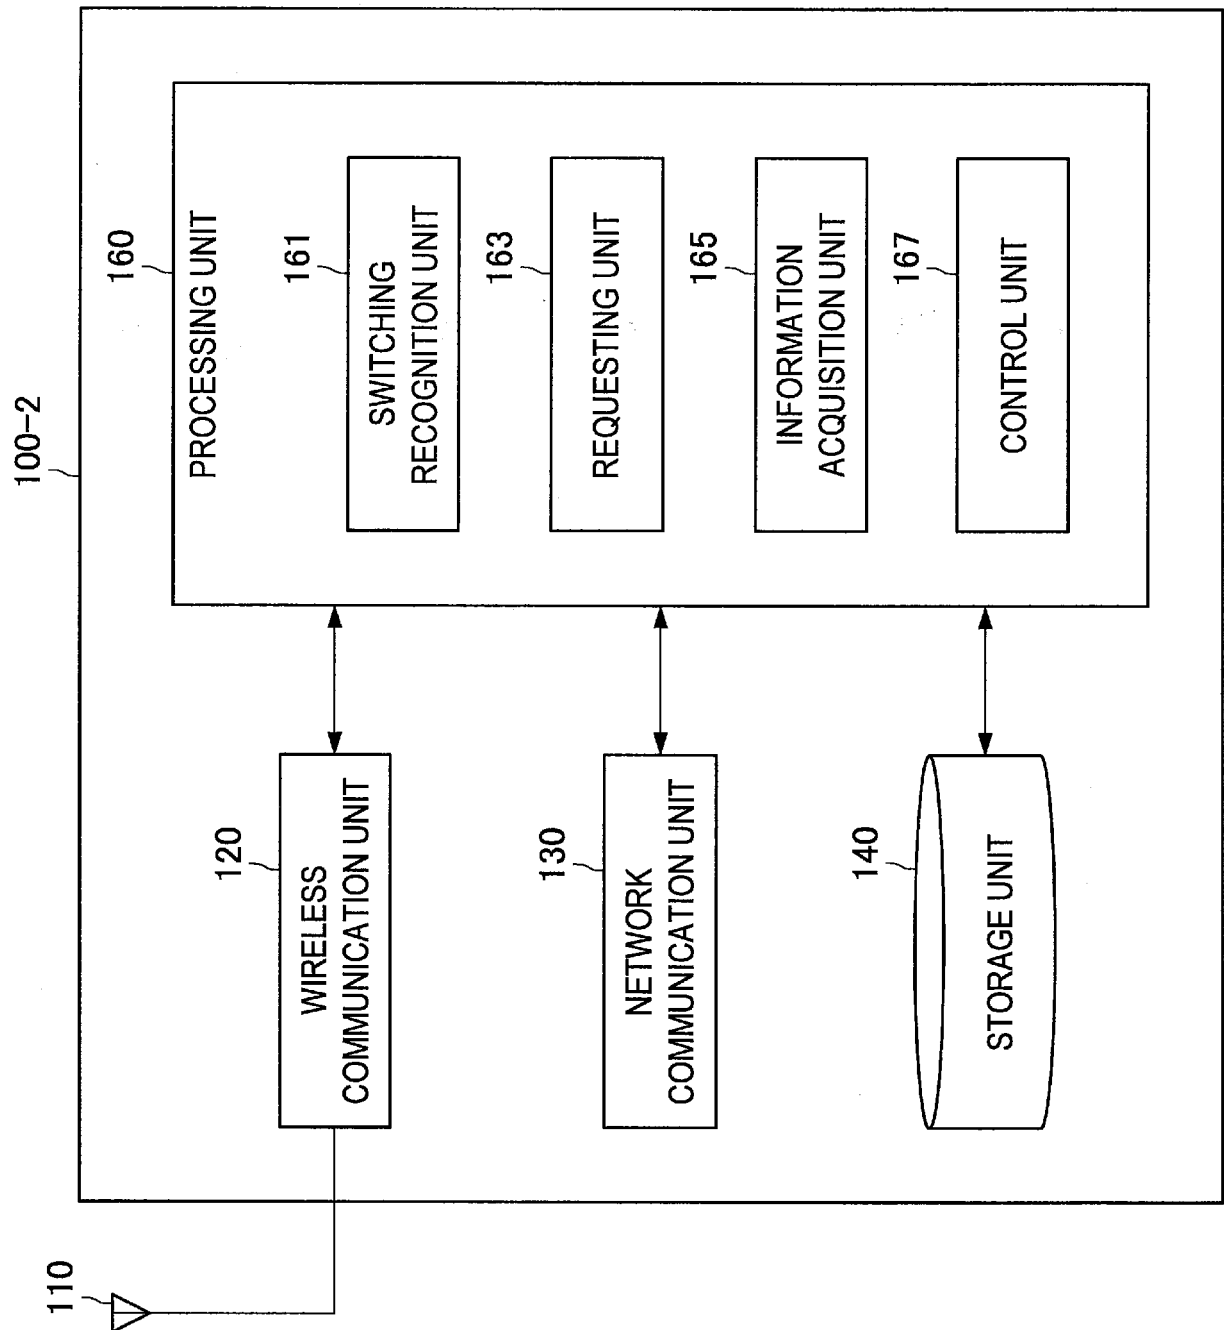 100-2
110
120
WIRELESS
COMMUNICATION UNIT
130
NETWORK
COMMUNICATION UNIT
140
STORAGE UNIT
160
PROCESSING UNIT
161
SWITCHING
RECOGNITION UNIT
163
REQUESTING UNIT
165
INFORMATION
ACQUISITION UNIT
167
CONTROL UNIT